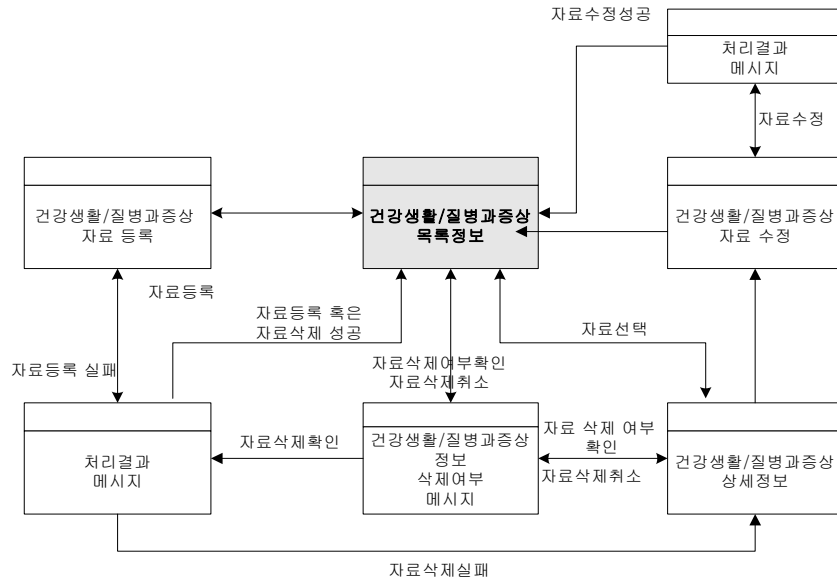 자료수정성공
처리결과
메시지
자료수정
건강생활/질병과증상
자료 등록
건강생활/질병과증상
목록정보
건강생활/질병과증상
자료 수정
자료등록
자료등록 혹은
자료삭제 성공
자료선택
자료등록 실패
자료삭제여부확인
자료삭제취소
처리결과
메시지
자료삭제확인
건강생활/질병과증상
정보
삭제여부
메시지
자료 삭제 여부
확인
자료삭제취소
건강생활/질병과증상
상세정보
자료삭제실패